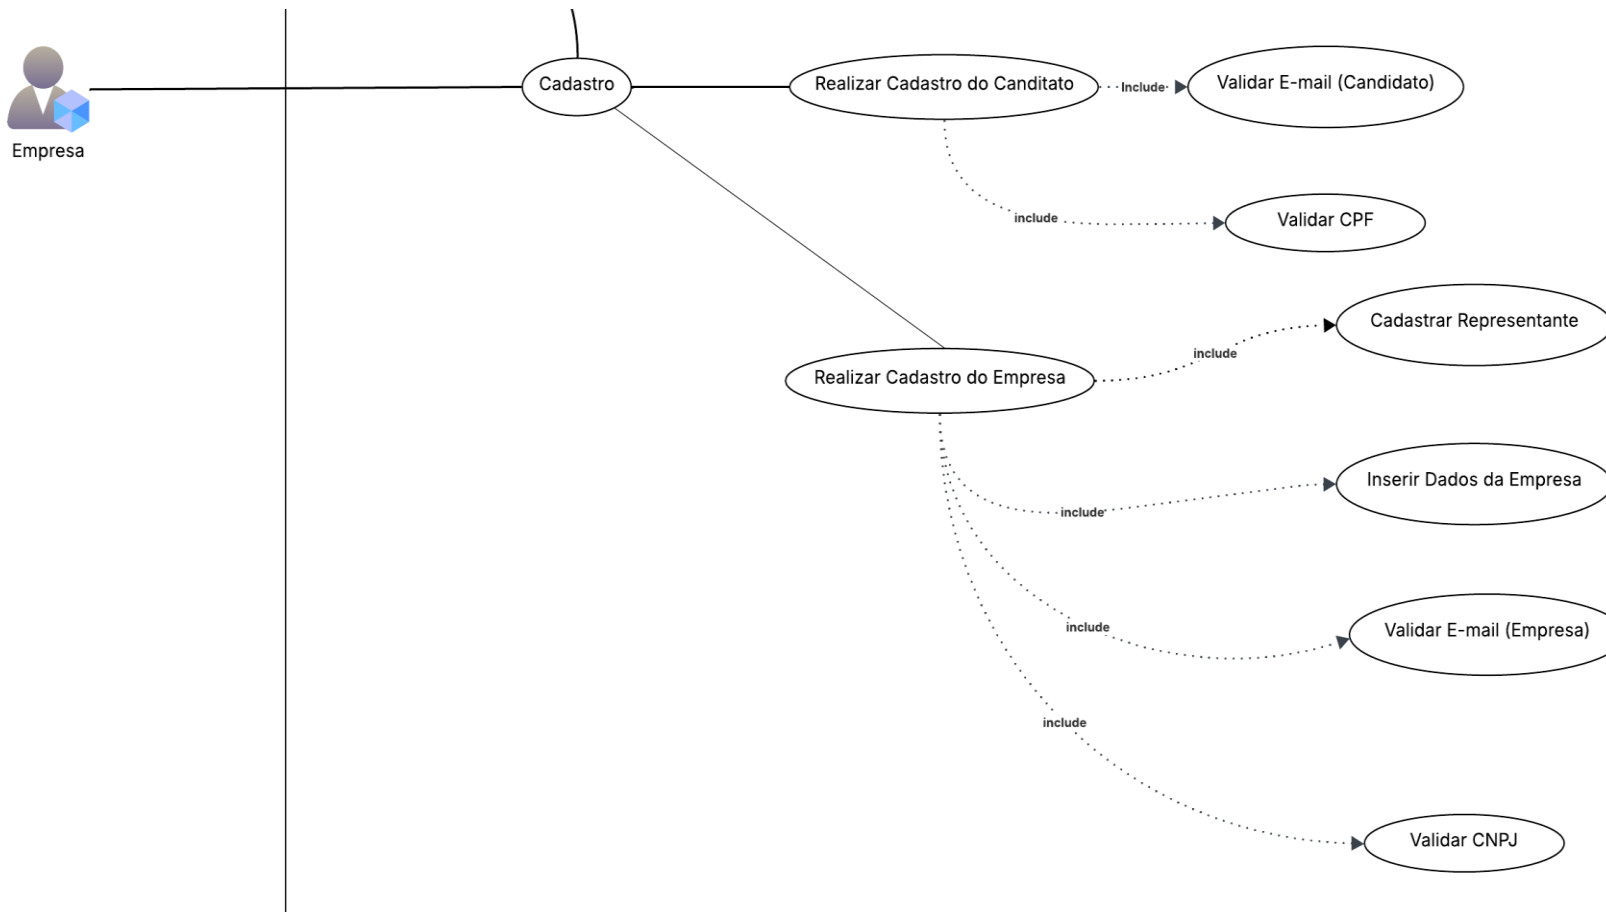 Empresa
Cadastro
Realizar Cadastro do Canditato
Include
Validar E-mail (Candidato)
include
Validar CPF
Realizar Cadastro do Empresa
include
Cadastrar Representante
include
Inserir Dados da Empresa
include
Validar E-mail (Empresa)
include
Validar CNPJ